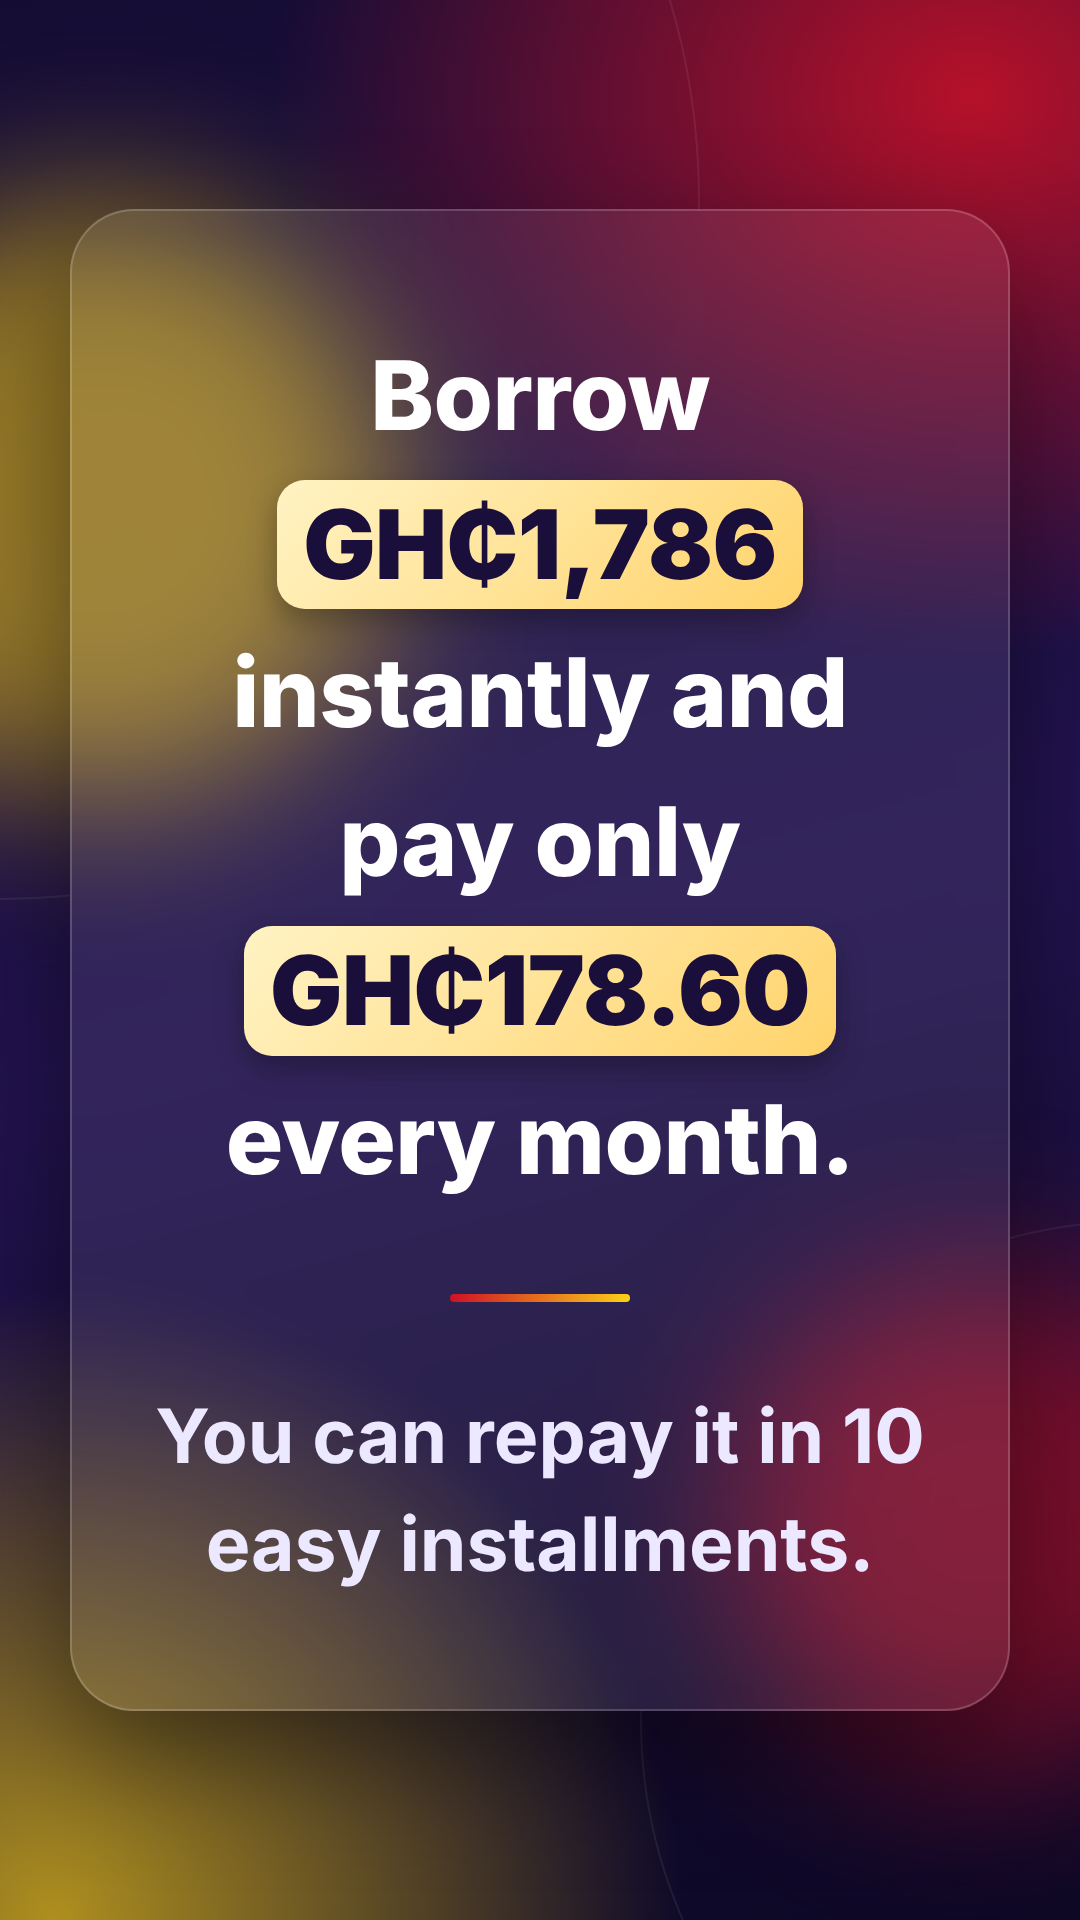 Borrow
GH₵1,786
instantly and
pay only
GH₵178.60
every month.
You can repay it in 10
easy installments.